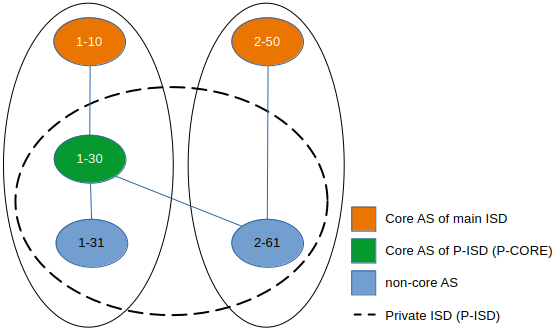 1-10
2-50
1-30
1-31
2-61
Core AS of main ISD
Core AS of P-ISD (P-CORE)
non-core AS
Private ISD (P-ISD)